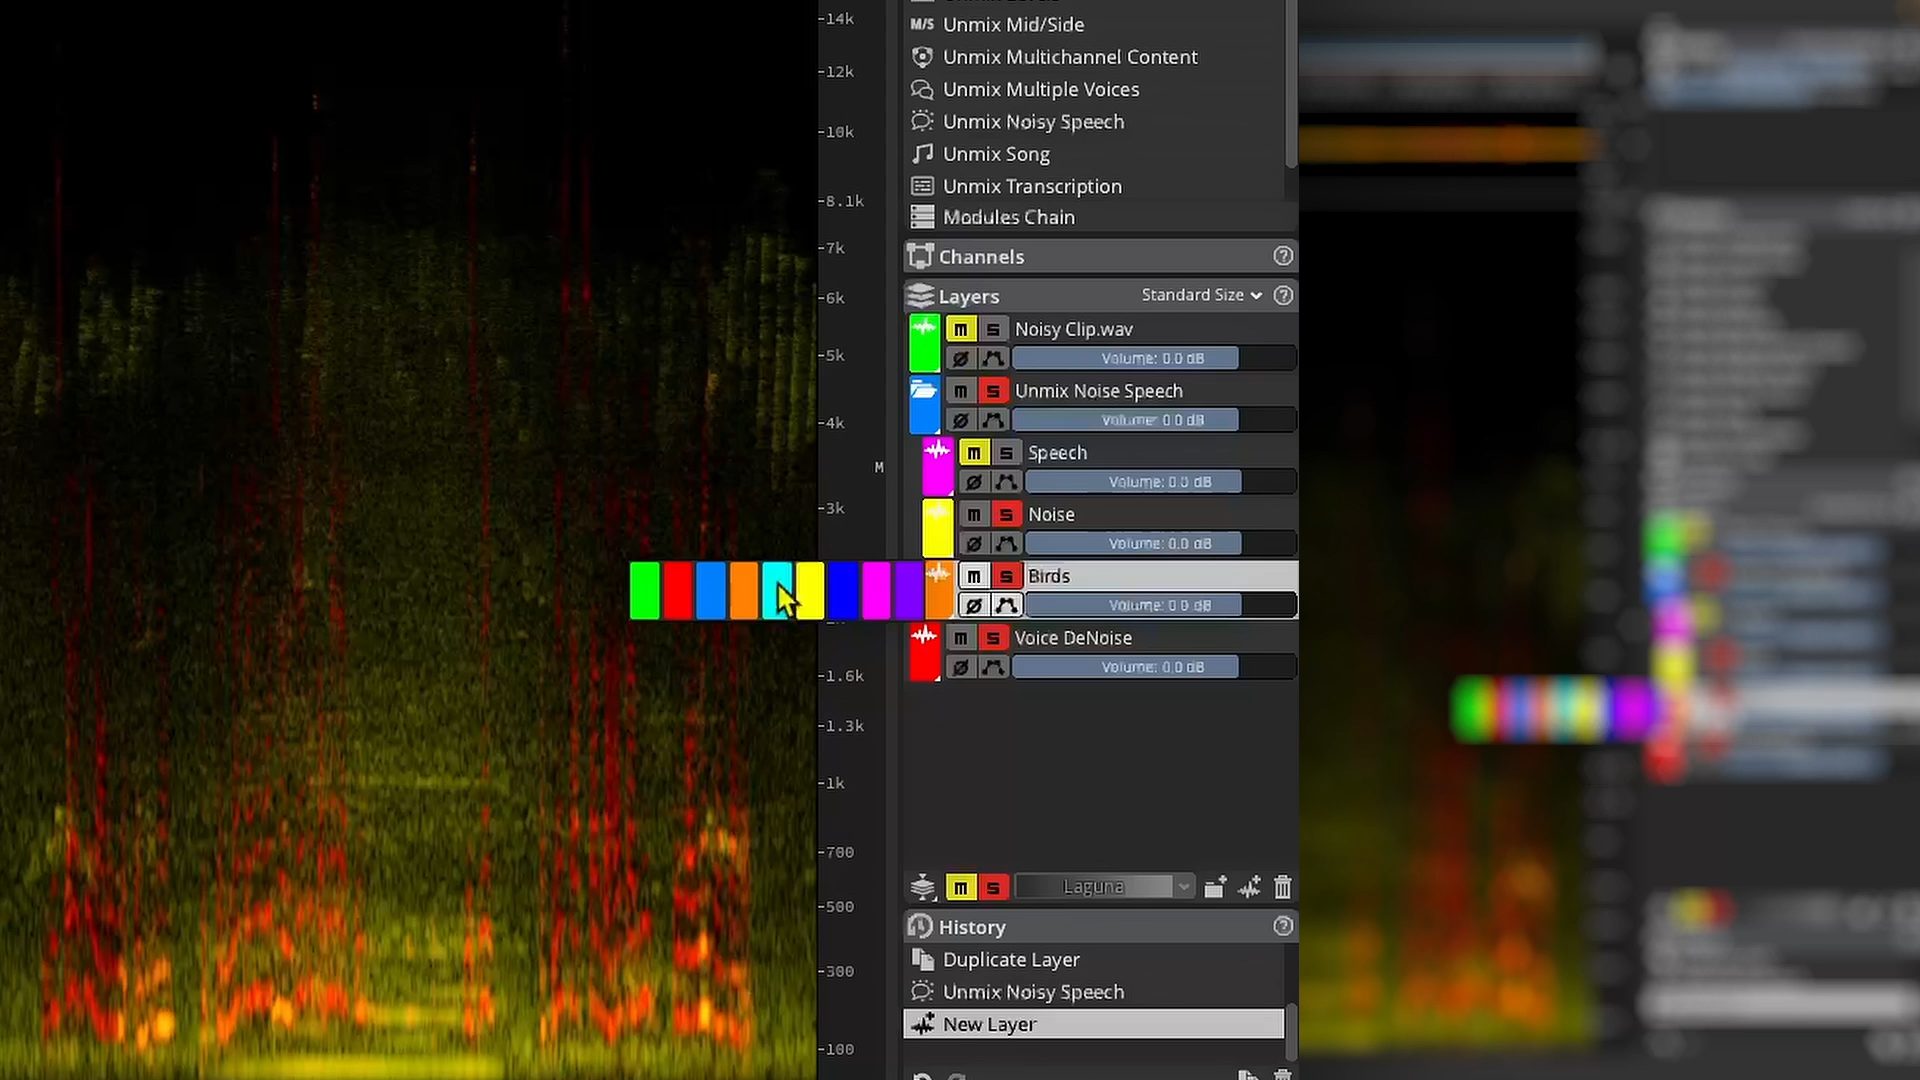 -14k
-12k
-10k
-8.1k
-7k
-6k
-5k
-4k
M
-3k
-1.6k
-1.3k
-1k
-700
-500
-300
-100
M/S Unmix Mid/Side
Unmix Multichannel Content
Unmix Multiple Voices
Unmix Noisy Speech
Unmix Song
Unmix Transcription
Modules Chain
Channels ?
Layers Standard Size ?
m S Noisy Clip.wav
Ø Volume: 0.0 dB
m S Unmix Noise Speech
Ø Volume: 0.0 dB
m S Speech
Ø Volume: 0.0 dB
m S Noise
Ø Volume: 0.0 dB
m S Birds
Ø Volume: 0.0 dB
m S Voice DeNoise
Ø Volume: 0.0 dB
m S Laguna
History ?
Duplicate Layer
Unmix Noisy Speech
New Layer